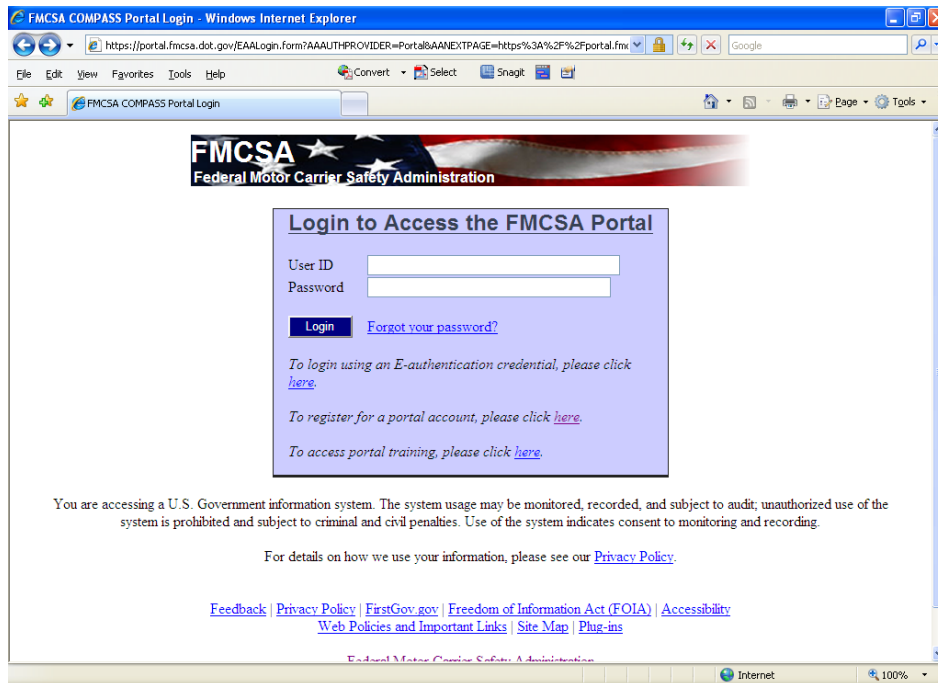 FMCSA COMPASS Portal Login - Windows Internet Explorer
https://portal.fmcsa.dot.gov/EAALogin.form?AAAUTHPROVIDER=Portal&AANEXTPAGE=https%3A%2F%2Fportal.fmc
Google
File Edit View Favorites Tools Help
Convert Select Snagit
FMCSA COMPASS Portal Login
Page Tools
FMCSA
Federal Motor Carrier Safety Administration
Login to Access the FMCSA Portal
User ID
Password
Login Forgot your password?
To login using an E-authentication credential, please click
here.
To register for a portal account, please click here.
To access portal training, please click here.
You are accessing a U.S. Government information system. The system usage may be monitored, recorded, and subject to audit; unauthorized use of the
system is prohibited and subject to criminal and civil penalties. Use of the system indicates consent to monitoring and recording.
For details on how we use your information, please see our Privacy Policy.
Feedback | Privacy Policy | FirstGov.gov | Freedom of Information Act (FOIA) | Accessibility
Web Policies and Important Links | Site Map | Plug-ins
Federal Motor Carrier Safety Administration
Internet 100%